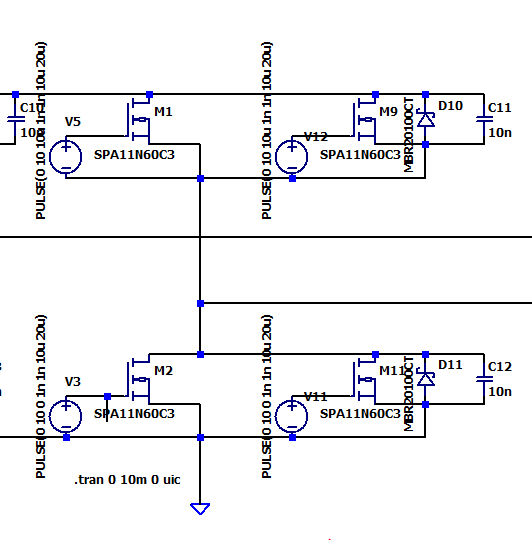 PULSE(0 10 10u 1n 1n 10u 20u)
C10
10n
V5
M1
SPA11N60C3
PULSE(0 10 10u 1n 1n 10u 20u)
V12
M9
SPA11N60C3
MBR20100CT
D10
C11
10n
PULSE(0 10 0 1n 1n 10u 20u)
V3
M2
SPA11N60C3
PULSE(0 10 0 1n 1n 10u 20u)
V11
M11
SPA11N60C3
MBR20100CT
D11
C12
10n
.tran 0 10m 0 uic